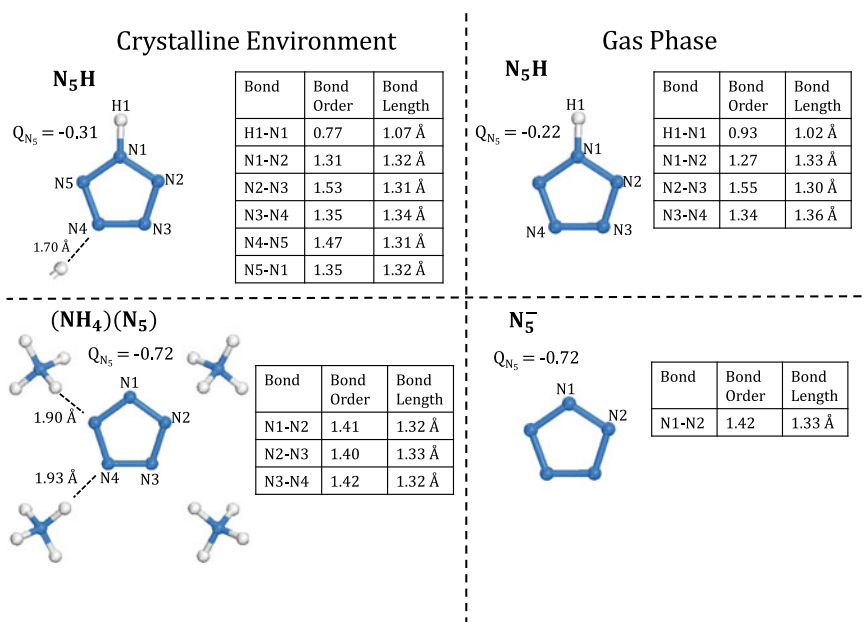 Crystalline Environment
N₅H
H1
Q_N₅ = -0.31
N1
N5
N2
N4
N3
1.70 Å
Bond Bond Order Bond Length
H1-N1 0.77 1.07 Å
N1-N2 1.31 1.32 Å
N2-N3 1.53 1.31 Å
N3-N4 1.35 1.34 Å
N4-N5 1.47 1.31 Å
N5-N1 1.35 1.32 Å
Gas Phase
N₅H
H1
Q_N₅ = -0.22
N1
N2
N4
N3
Bond Bond Order Bond Length
H1-N1 0.93 1.02 Å
N1-N2 1.27 1.33 Å
N2-N3 1.55 1.30 Å
N3-N4 1.34 1.36 Å
(NH₄)(N₅)
Q_N₅ = -0.72
N1
N2
1.90 Å
N4
N3
1.93 Å
Bond Bond Order Bond Length
N1-N2 1.41 1.32 Å
N2-N3 1.40 1.33 Å
N3-N4 1.42 1.32 Å
N₅⁻
Q_N₅ = -0.72
N1
N2
Bond Bond Order Bond Length
N1-N2 1.42 1.33 Å